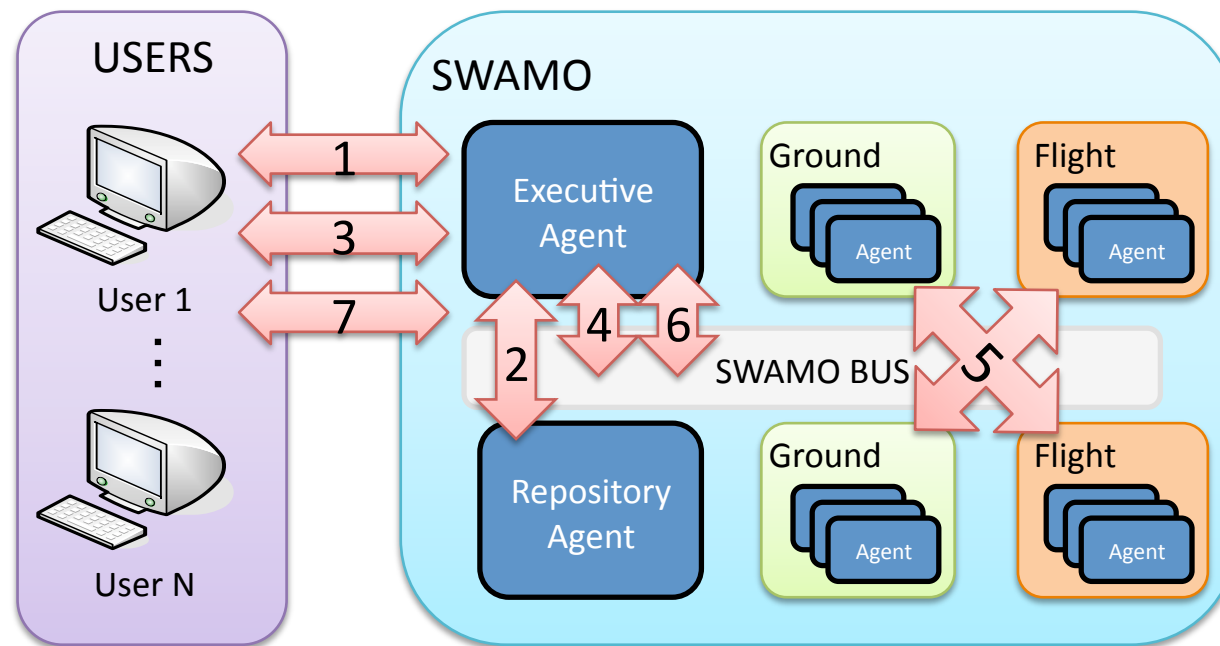 USERS
User 1
User N
1
3
7
SWAMO
Executive
Agent
2
4
6
SWAMO BUS
5
Repository
Agent
Ground
Agent
Flight
Agent
Ground
Agent
Flight
Agent